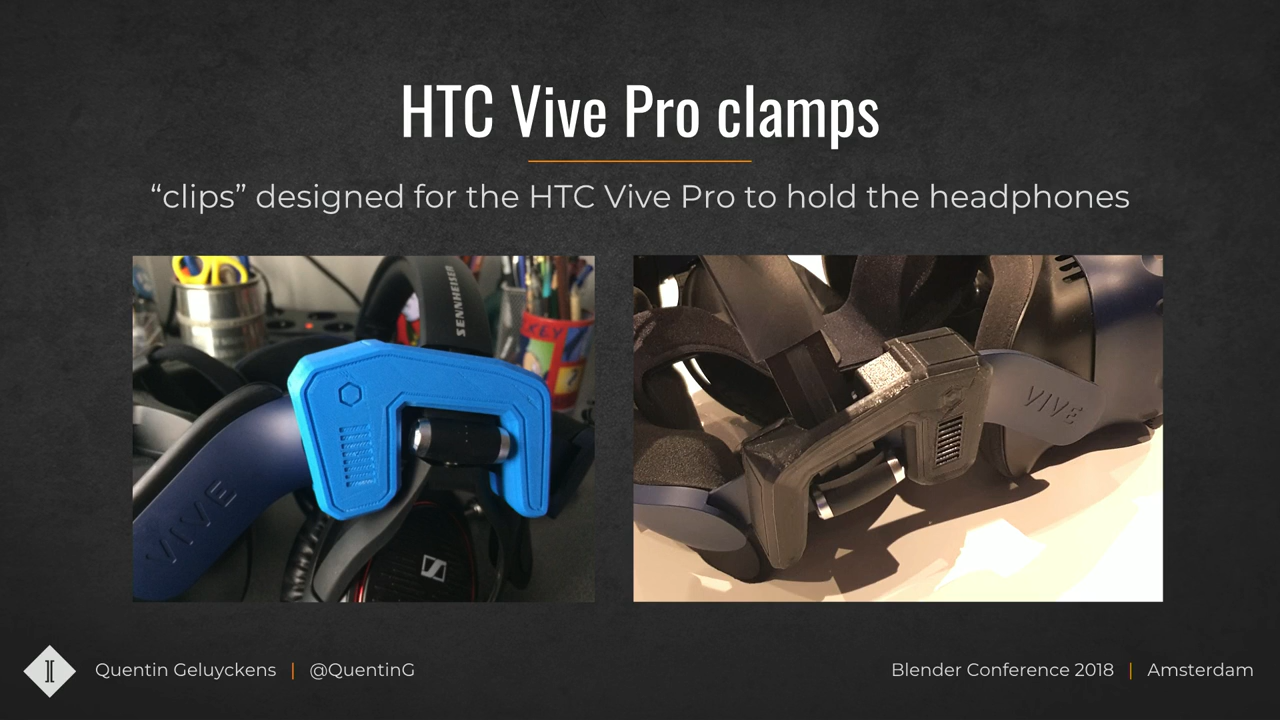 HTC Vive Pro clamps
“clips” designed for the HTC Vive Pro to hold the headphones
SENNHEISER
KEY
VIVE
VIVE
Quentin Geluyckens | @QuentinG
Blender Conference 2018 | Amsterdam